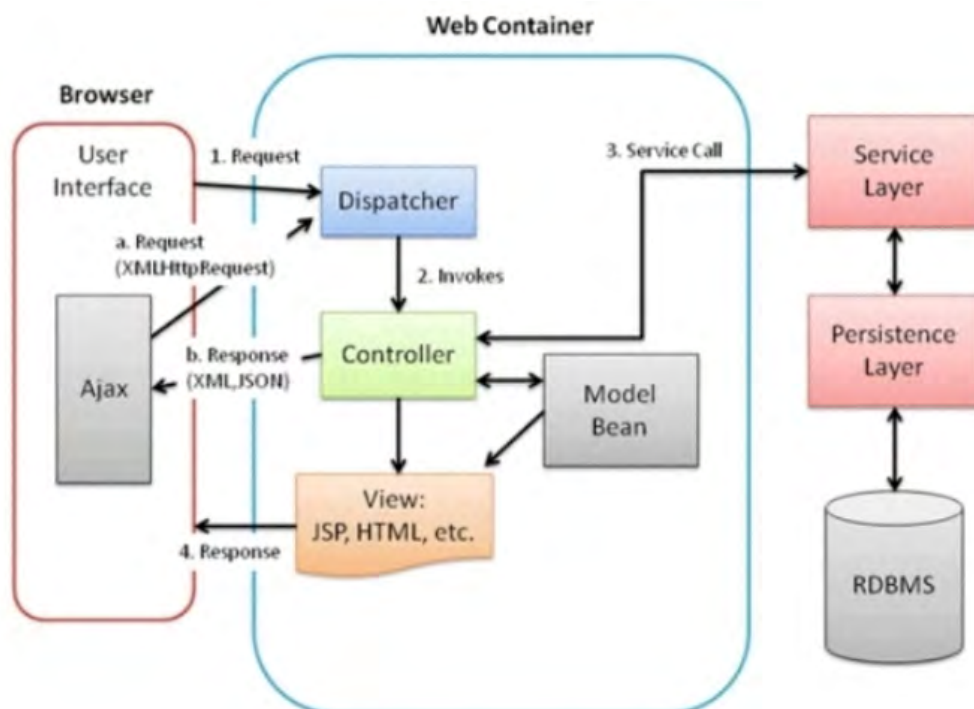 Web Container
Browser
User
Interface
1. Request
Dispatcher
3. Service Call
Service
Layer
a. Request
(XMLHttpRequest)
2. Invokes
Ajax
b. Response
(XML,JSON)
Controller
Model
Bean
Persistence
Layer
View:
JSP, HTML, etc.
4. Response
RDBMS